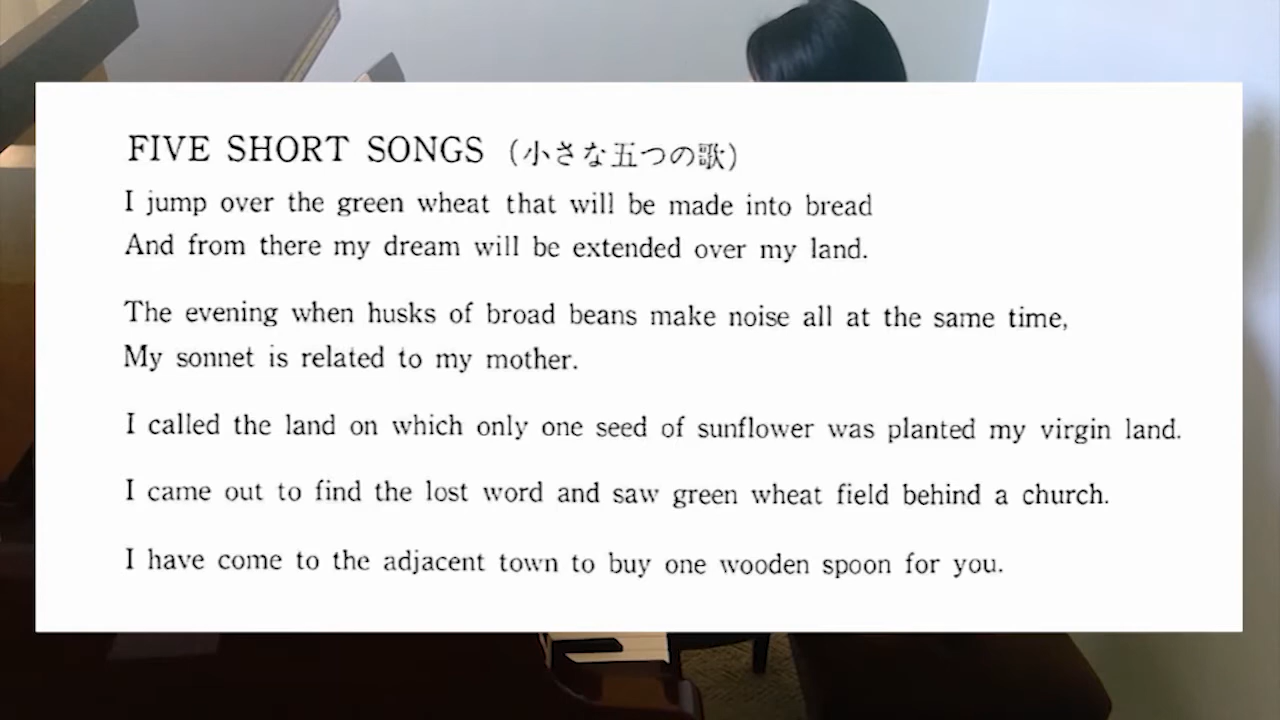 FIVE SHORT SONGS (小さな五つの歌)
I jump over the green wheat that will be made into bread
And from there my dream will be extended over my land.
The evening when husks of broad beans make noise all at the same time,
My sonnet is related to my mother.
I called the land on which only one seed of sunflower was planted my virgin land.
I came out to find the lost word and saw green wheat field behind a church.
I have come to the adjacent town to buy one wooden spoon for you.